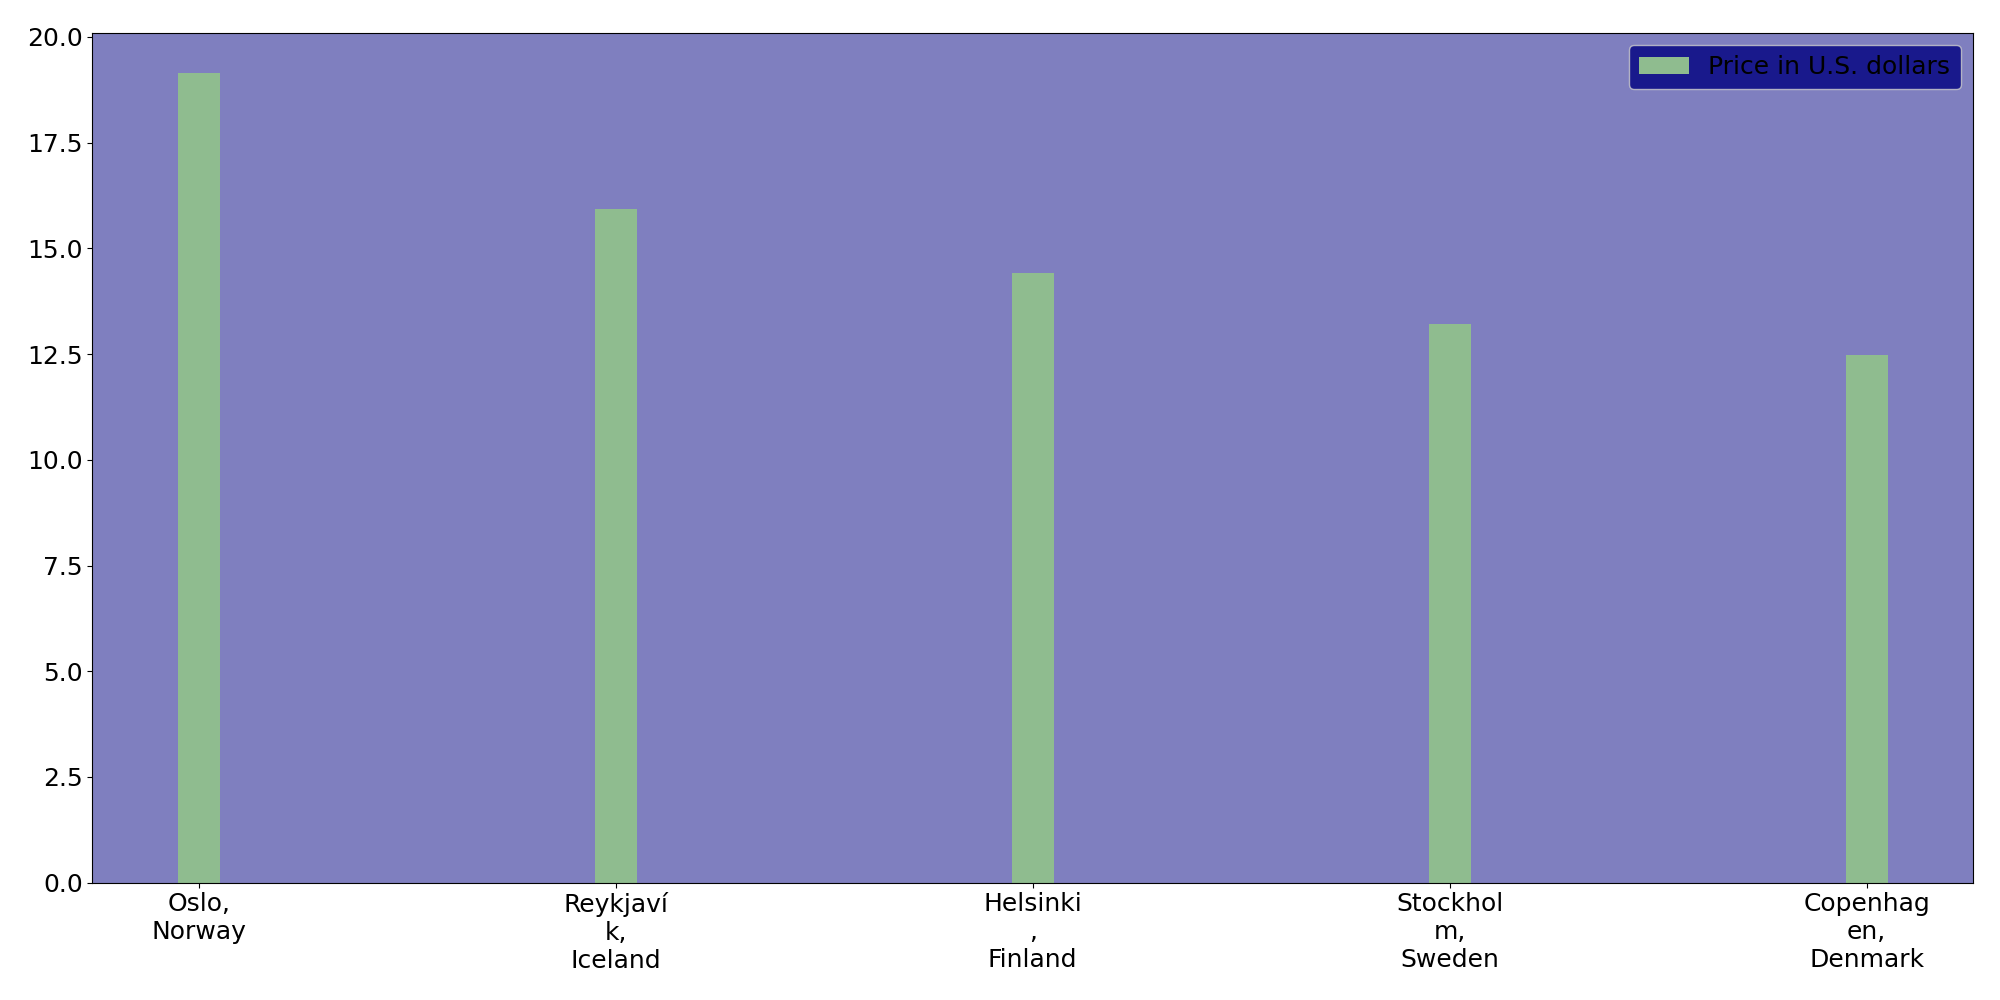 20.0
17.5
15.0
12.5
10.0
7.5
5.0
2.5
0.0
Price in U.S. dollars
Oslo,
Norway
Reykjaví
k,
Iceland
Helsinki
,
Finland
Stockhol
m,
Sweden
Copenhag
en,
Denmark